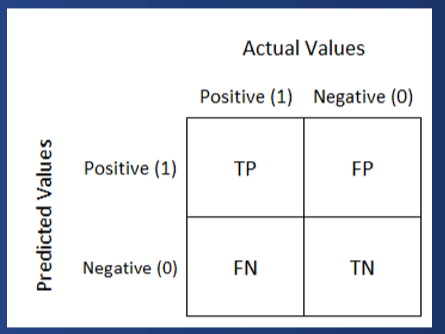 Actual Values
Positive (1) Negative (0)
Predicted Values
Positive (1) TP FP
Negative (0) FN TN